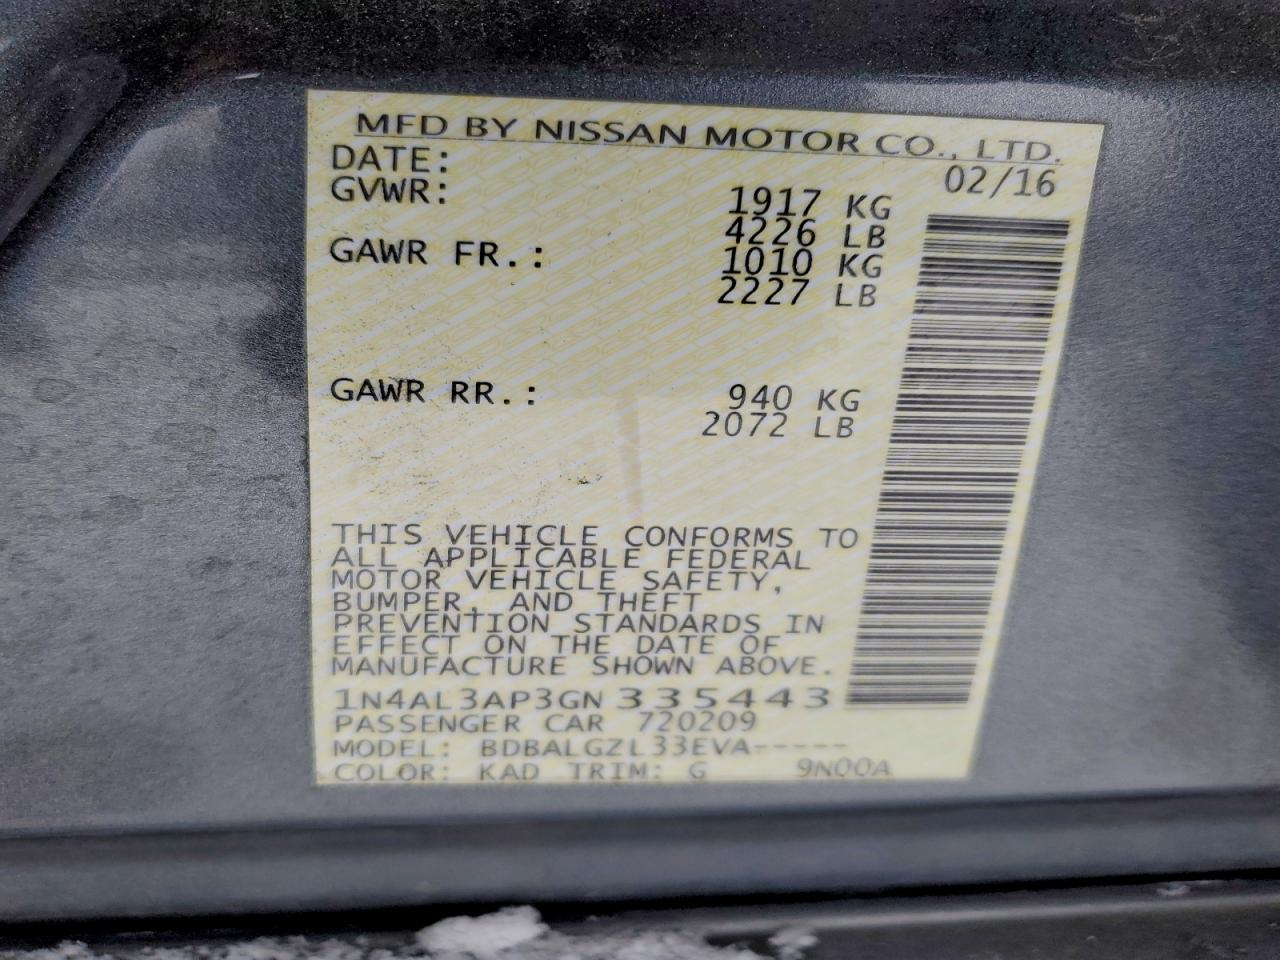 MFD BY NISSAN MOTOR CO., LTD.
DATE: 02/16
GVWR: 1917 KG
4226 LB
GAWR FR.: 1010 KG
2227 LB
GAWR RR.: 940 KG
2072 LB
THIS VEHICLE CONFORMS TO
ALL APPLICABLE FEDERAL
MOTOR VEHICLE SAFETY,
BUMPER, AND THEFT
PREVENTION STANDARDS IN
EFFECT ON THE DATE OF
MANUFACTURE SHOWN ABOVE.
1N4AL3AP3GN335443
PASSENGER CAR 720209
MODEL: BDBALGZL33EVA-----
COLOR: KAD TRIM: G 9N00A